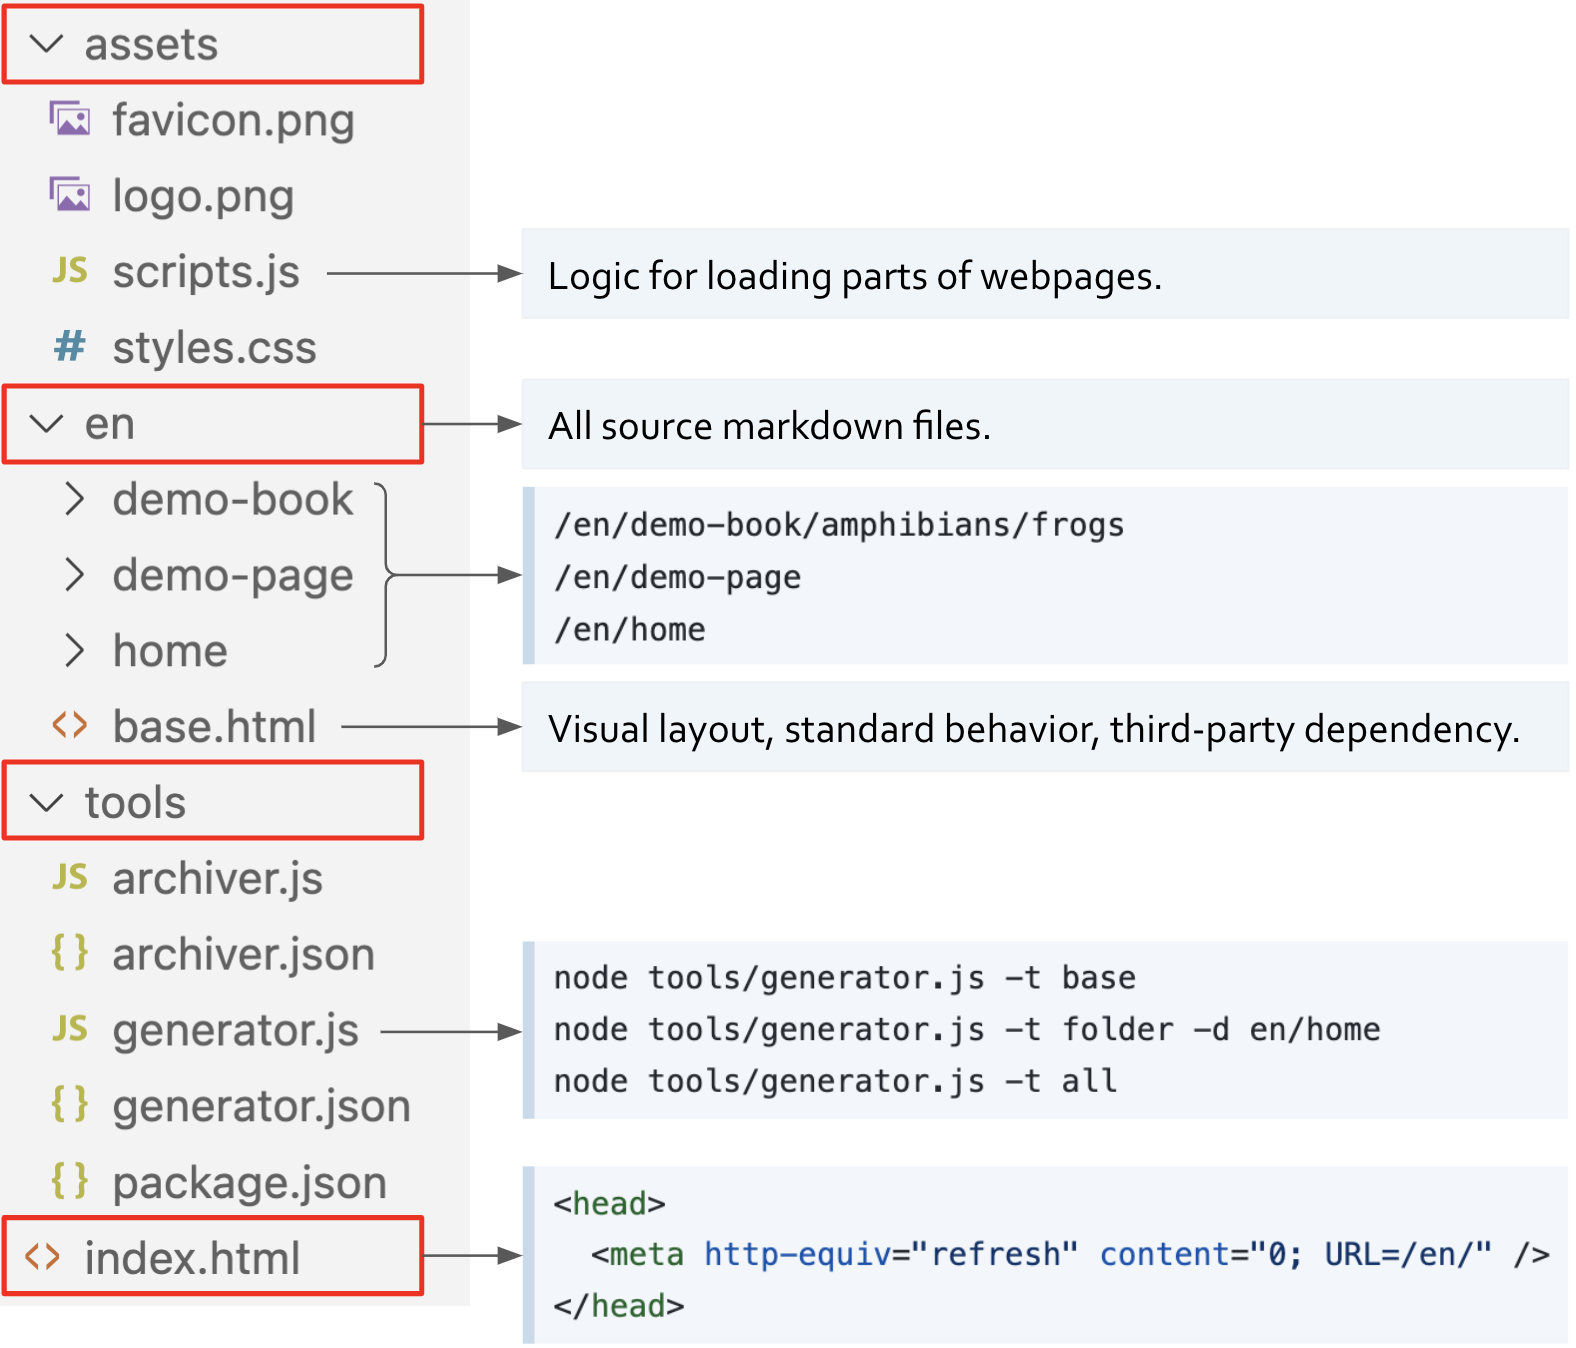 assets
favicon.png
logo.png
JS scripts.js
Logic for loading parts of webpages.
# styles.css
en
All source markdown files.
demo-book
demo-page
home
/en/demo-book/amphibians/frogs
/en/demo-page
/en/home
<> base.html
Visual layout, standard behavior, third-party dependency.
tools
JS archiver.js
{} archiver.json
JS generator.js
node tools/generator.js -t base
node tools/generator.js -t folder -d en/home
node tools/generator.js -t all
{} generator.json
{} package.json
<> index.html
<head>
<meta http-equiv="refresh" content="0; URL=/en/" />
</head>